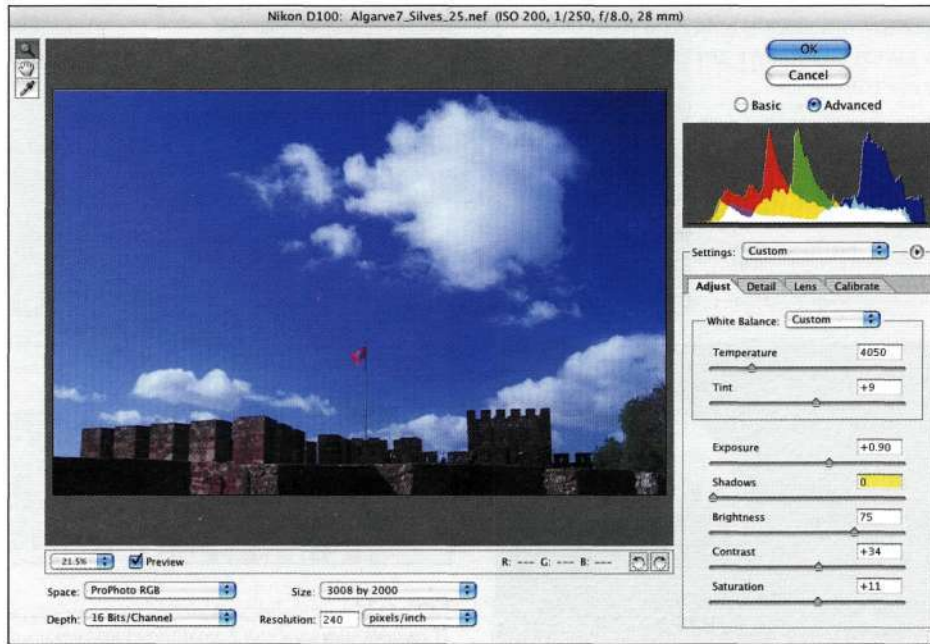 Nikon D100: Algarve7_Silves_25.nef (ISO 200, 1/250, f/8.0, 28 mm)
OK
Cancel
Basic Advanced
Settings: Custom
Adjust Detail Lens Calibrate
White Balance: Custom
Temperature 4050
Tint +9
Exposure +0.90
Shadows 0
Brightness 75
Contrast +34
Saturation +11
21.5% Preview R: --- G: --- B: ---
Space: ProPhoto RGB Size: 3008 by 2000
Depth: 16 Bits/Channel Resolution: 240 pixels/inch